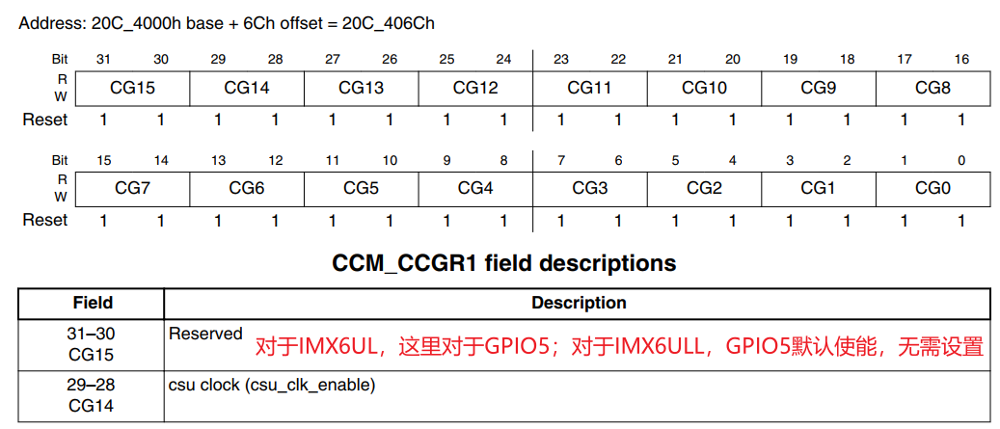 Address: 20C_4000h base + 6Ch offset = 20C_406Ch
Bit 31 30 29 28 27 26 25 24 23 22 21 20 19 18 17 16
R
W
CG15 CG14 CG13 CG12 CG11 CG10 CG9 CG8
Reset 1 1 1 1 1 1 1 1 1 1 1 1 1 1 1 1
Bit 15 14 13 12 11 10 9 8 7 6 5 4 3 2 1 0
R
W
CG7 CG6 CG5 CG4 CG3 CG2 CG1 CG0
Reset 1 1 1 1 1 1 1 1 1 1 1 1 1 1 1 1
CCM_CCGR1 field descriptions
Field Description
31–30
CG15
Reserved
对于IMX6UL，这里对于GPIO5；对于IMX6ULL，GPIO5默认使能，无需设置
29–28
CG14
csu clock (csu_clk_enable)